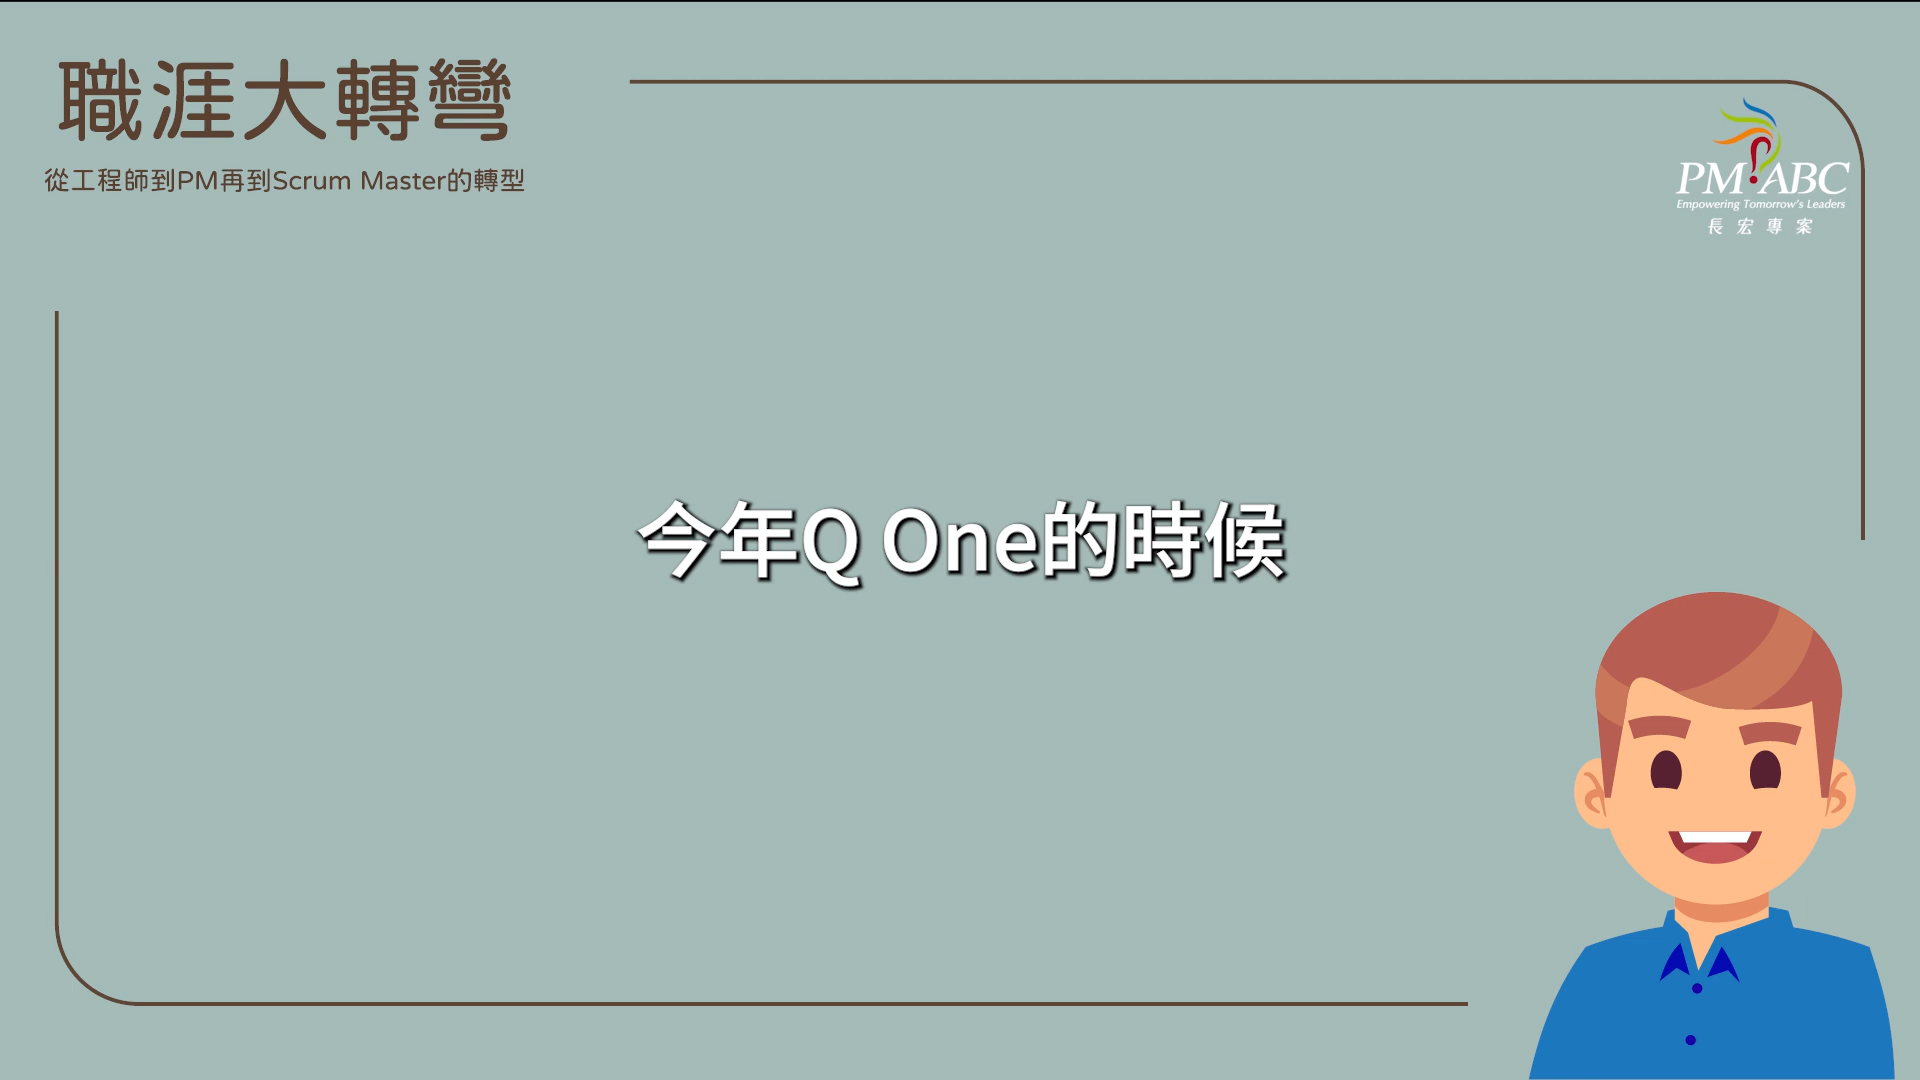 職涯大轉彎
從工程師到PM再到Scrum Master的轉型
PM ABC
Empowering Tomorrow's Leaders
長宏專案
今年Q One的時候